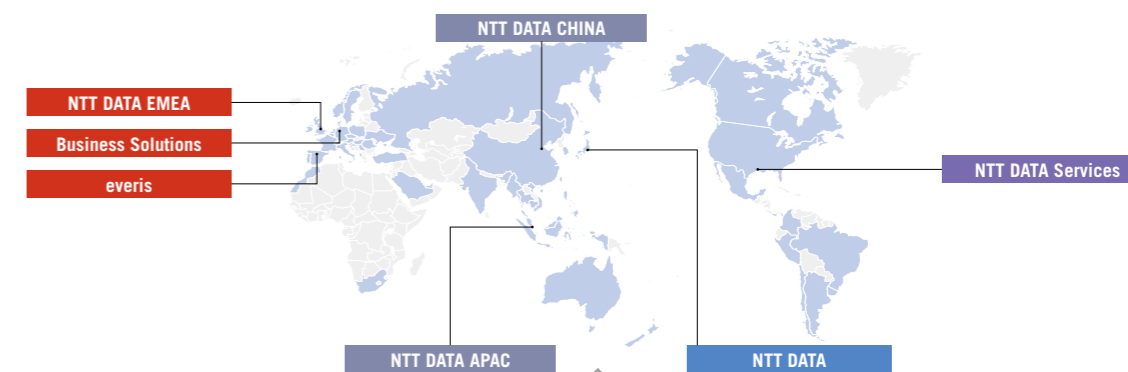 NTT DATA CHINA
NTT DATA EMEA
Business Solutions
everis
NTT DATA Services
NTT DATA APAC
NTT DATA